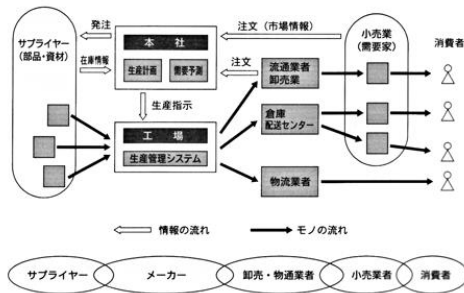 サプライヤー
(部品・資材)
発注
在庫情報
本社
生産計画
需要予測
生産指示
工場
生産管理システム
注文(市場情報)
注文
流通業者
卸売業
倉庫
配送センター
物流業者
小売業
(需要家)
消費者
情報の流れ
モノの流れ
サプライヤー
メーカー
卸売・物通業者
小売業者
消費者